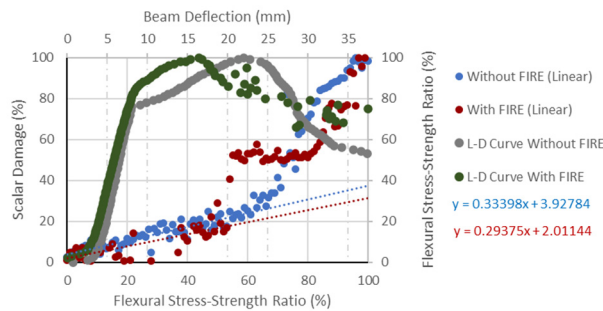 Beam Deflection (mm)
0 5 10 15 20 25 30 35
100 100
80 80
60 60
40 40
20 20
0 0
0 20 40 60 80 100
Scalar Damage (%)
Flexural Stress-Strength Ratio (%)
Flexural Stress-Strength Ratio (%)
Without FIRE (Linear)
With FIRE (Linear)
L-D Curve Without FIRE
L-D Curve With FIRE
y = 0.33398x + 3.92784
y = 0.29375x + 2.01144